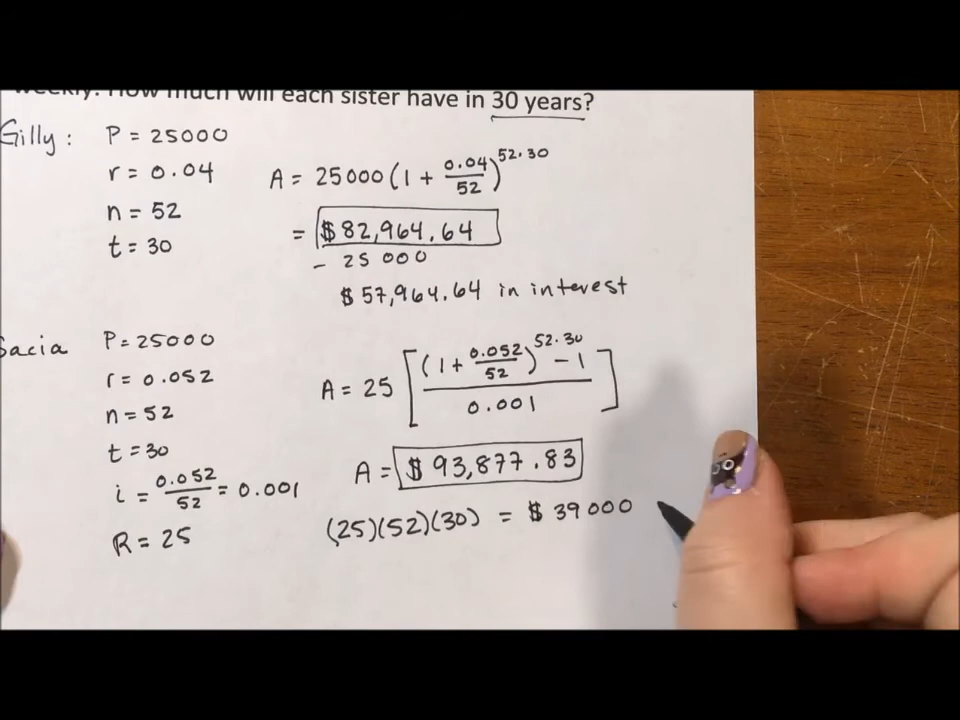 weekly. How much will each sister have in 30 years?
Gilly: P = 25000
r = 0.04
A = 25000 (1 + 0.04/52)^52·30
n = 52
= $82,964.64
t = 30
- 25 000
$57,964.64 in interest
Sacia P = 25000
r = 0.052
A = 25 [((1 + 0.052/52)^52·30 - 1)/0.001]
n = 52
t = 30
A = $93,877.83
i = 0.052/52 = 0.001
(25)(52)(30) = $39000
R = 25